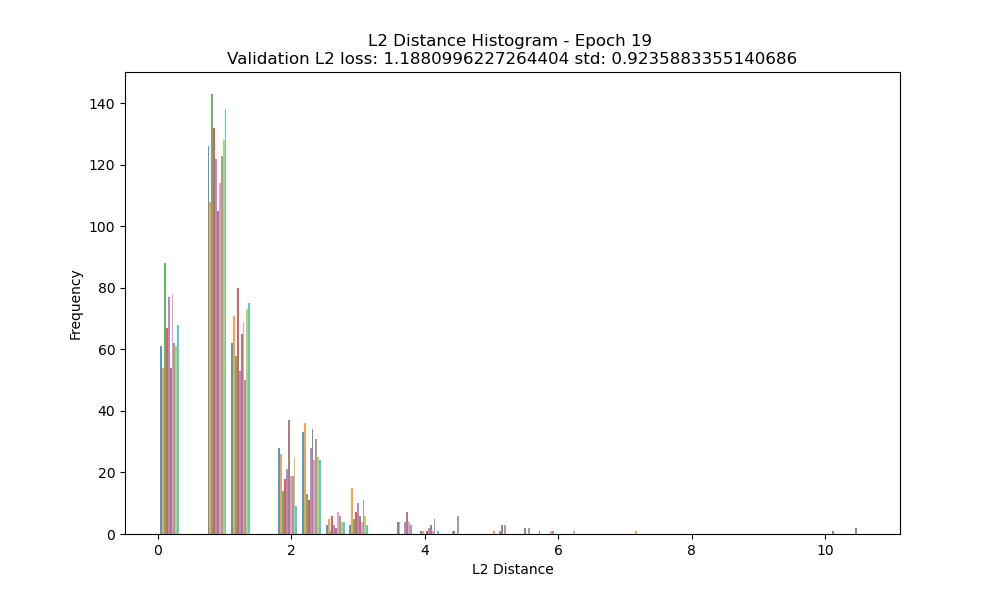 L2 Distance Histogram - Epoch 19
Validation L2 loss: 1.1880996227264404 std: 0.9235883355140686
140
120
100
80
60
40
20
0
Frequency
0 2 4 6 8 10
L2 Distance